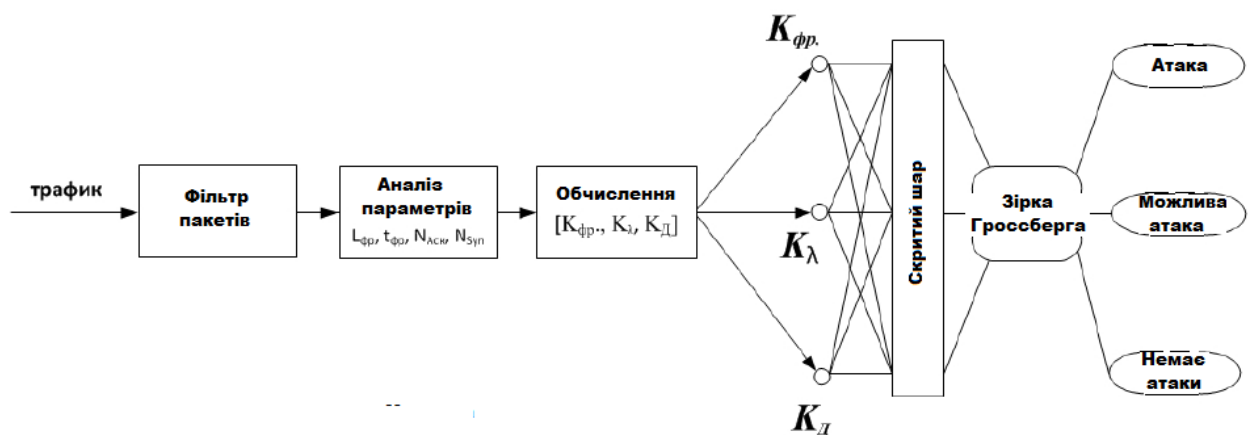 трафик
Фільтр
пакетів
Аналіз
параметрів
Lфр, tфр, NАск, NSyn
Обчислення
[Kфр., Kλ, KД]
Kфр.
Kλ
KД
Скритий шар
Зірка
Гроссберга
Атака
Можлива
атака
Немає
атаки